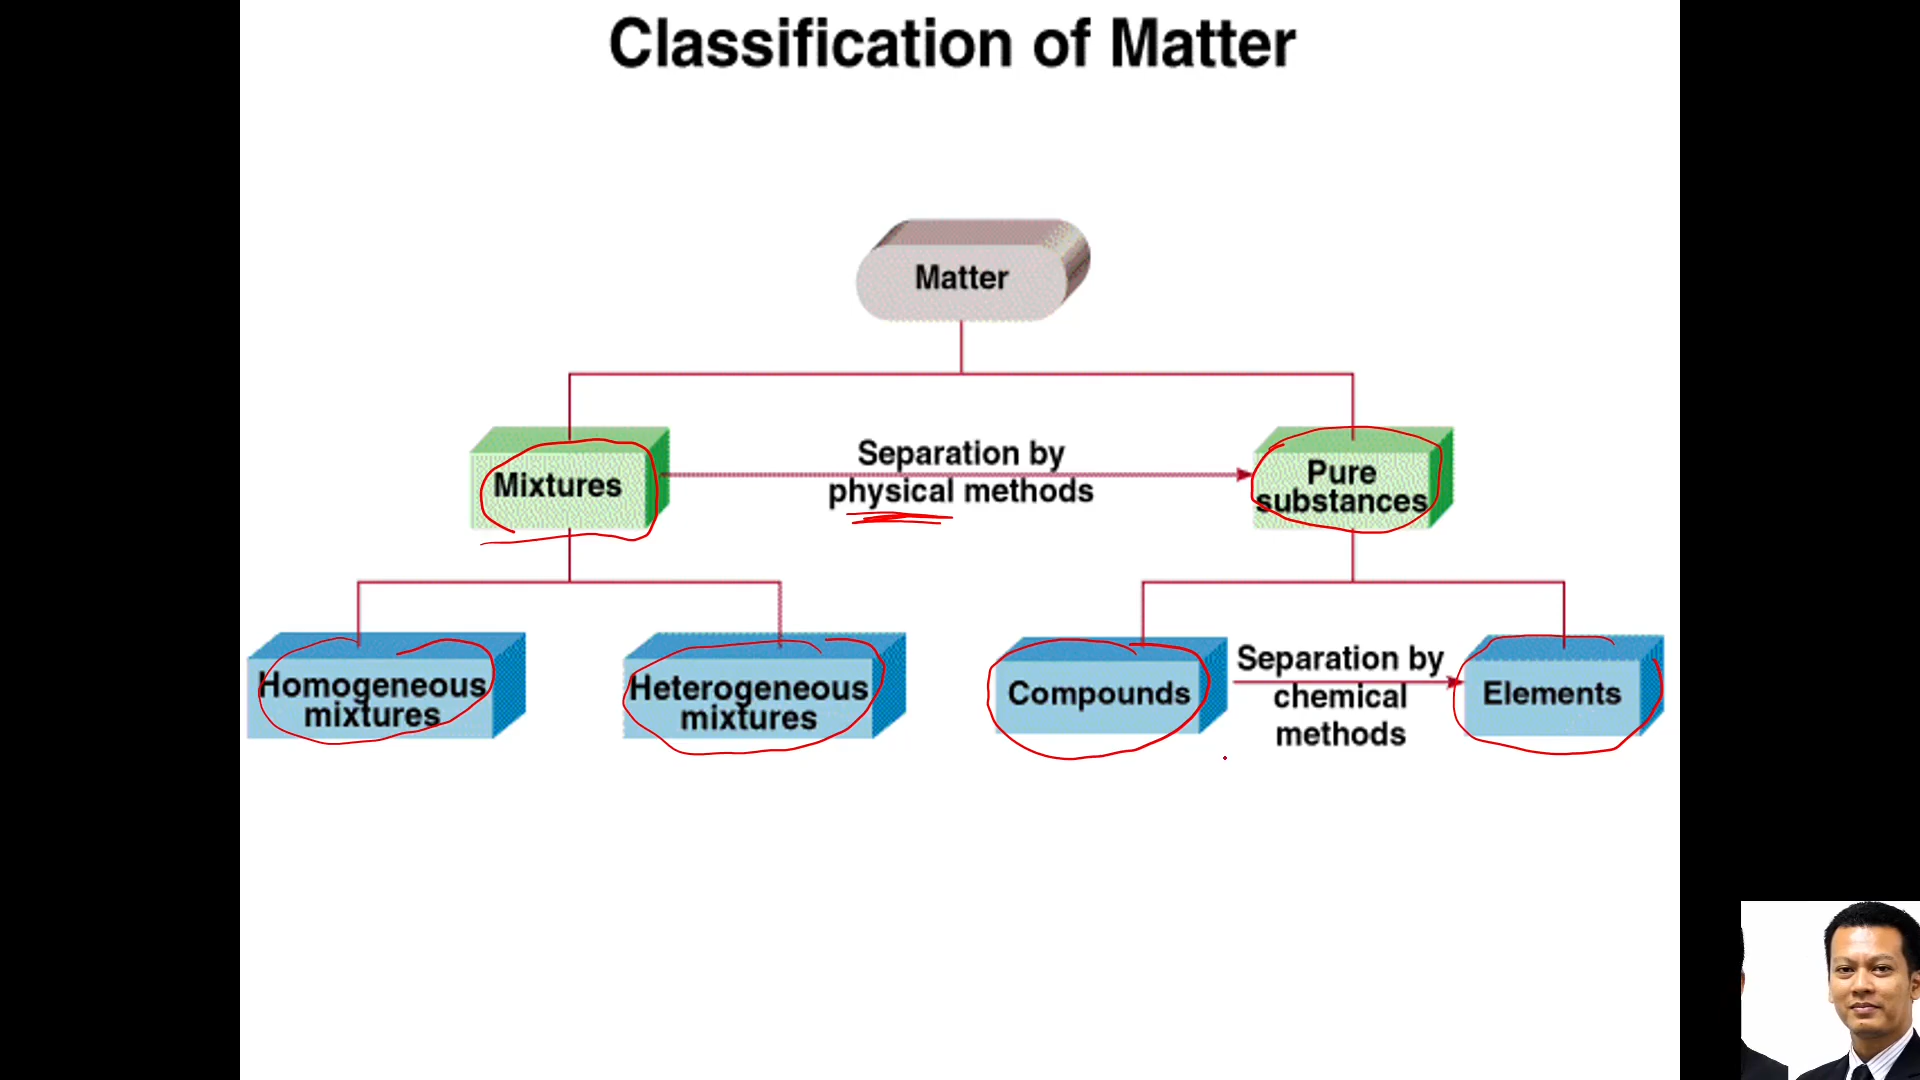 Classification of Matter
Matter
Mixtures
Separation by
physical methods
Pure
substances
Homogeneous
mixtures
Heterogeneous
mixtures
Compounds
Separation by
chemical
methods
Elements